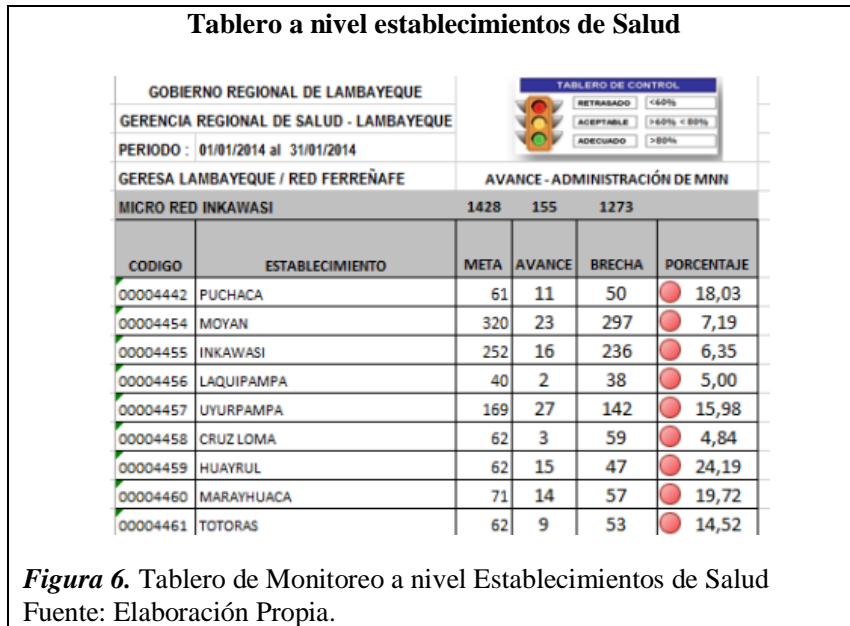 Tablero a nivel establecimientos de Salud
GOBIERNO REGIONAL DE LAMBAYEQUE
GERENCIA REGIONAL DE SALUD - LAMBAYEQUE
PERIODO : 01/01/2014 al 31/01/2014
TABLERO DE CONTROL
RETRASADO <60%
ACEPTABLE >60% < 80%
ADECUADO >80%
GERESA LAMBAYEQUE / RED FERREÑAFE AVANCE - ADMINISTRACIÓN DE MNN
MICRO RED INKAWASI 1428 155 1273
CODIGO ESTABLECIMIENTO META AVANCE BRECHA PORCENTAJE
00004442 PUCHACA 61 11 50 18,03
00004454 MOYAN 320 23 297 7,19
00004455 INKAWASI 252 16 236 6,35
00004456 LAQUIPAMPA 40 2 38 5,00
00004457 UYURPAMPA 169 27 142 15,98
00004458 CRUZ LOMA 62 3 59 4,84
00004459 HUAYRUL 62 15 47 24,19
00004460 MARAYHUACA 71 14 57 19,72
00004461 TOTORAS 62 9 53 14,52
Figura 6. Tablero de Monitoreo a nivel Establecimientos de Salud
Fuente: Elaboración Propia.